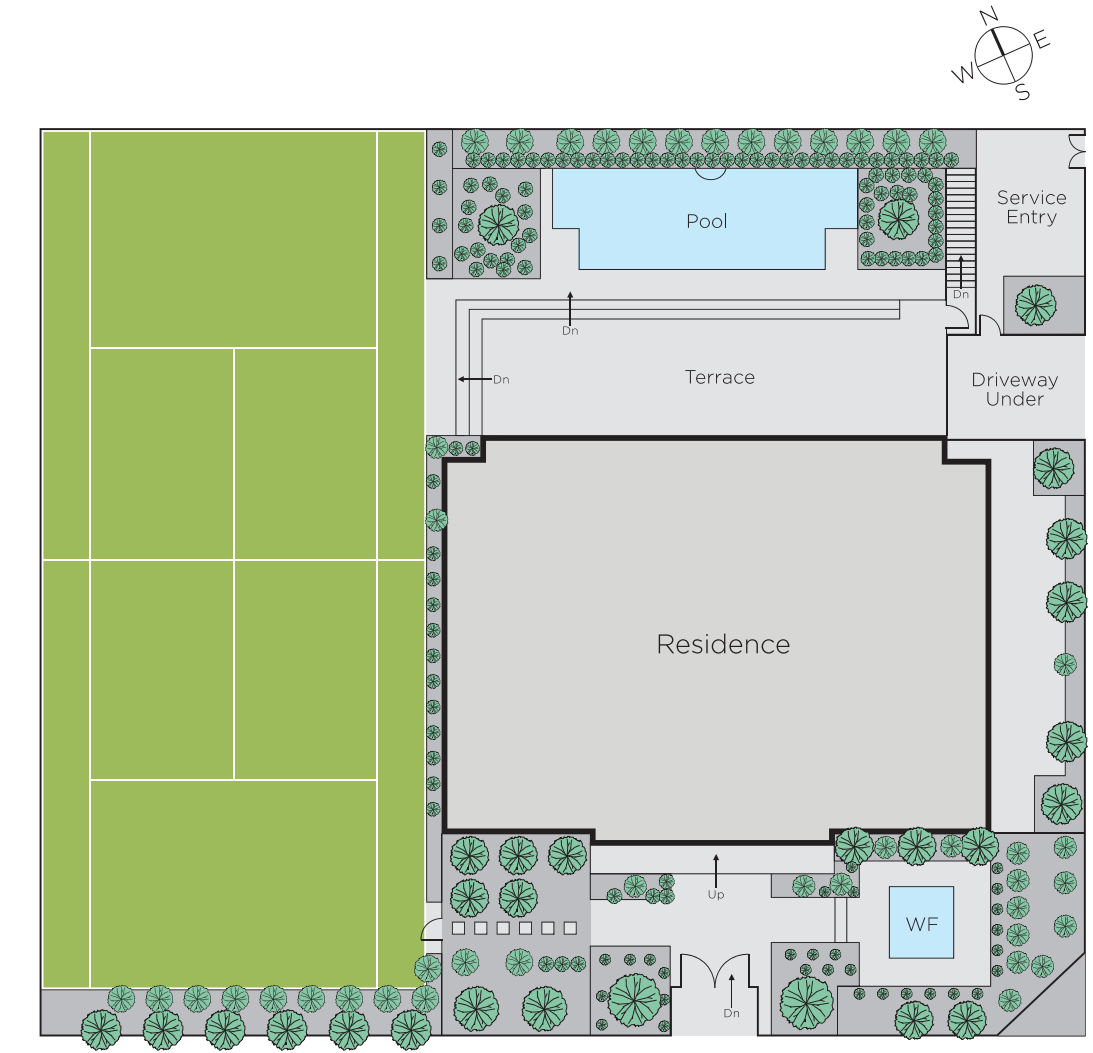 N
E
W
S
Pool
Service
Entry
Dn
Dn
Dn
Terrace
Driveway
Under
Residence
Up
WF
Dn